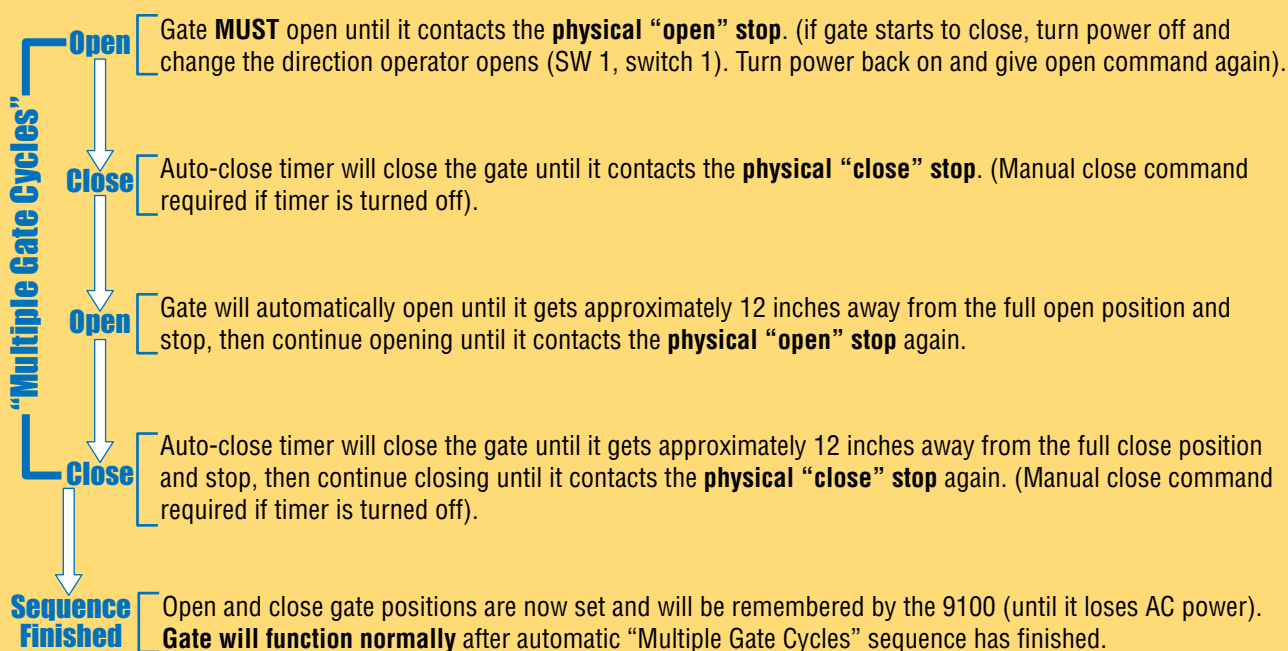 "Multiple Gate Cycles"
Open
Gate MUST open until it contacts the physical “open” stop. (if gate starts to close, turn power off and
change the direction operator opens (SW 1, switch 1). Turn power back on and give open command again).
Close
Auto-close timer will close the gate until it contacts the physical “close” stop. (Manual close command
required if timer is turned off).
Open
Gate will automatically open until it gets approximately 12 inches away from the full open position and
stop, then continue opening until it contacts the physical “open” stop again.
Close
Auto-close timer will close the gate until it gets approximately 12 inches away from the full close position
and stop, then continue closing until it contacts the physical “close” stop again. (Manual close command
required if timer is turned off).
Sequence
Finished
Open and close gate positions are now set and will be remembered by the 9100 (until it loses AC power).
Gate will function normally after automatic “Multiple Gate Cycles” sequence has finished.